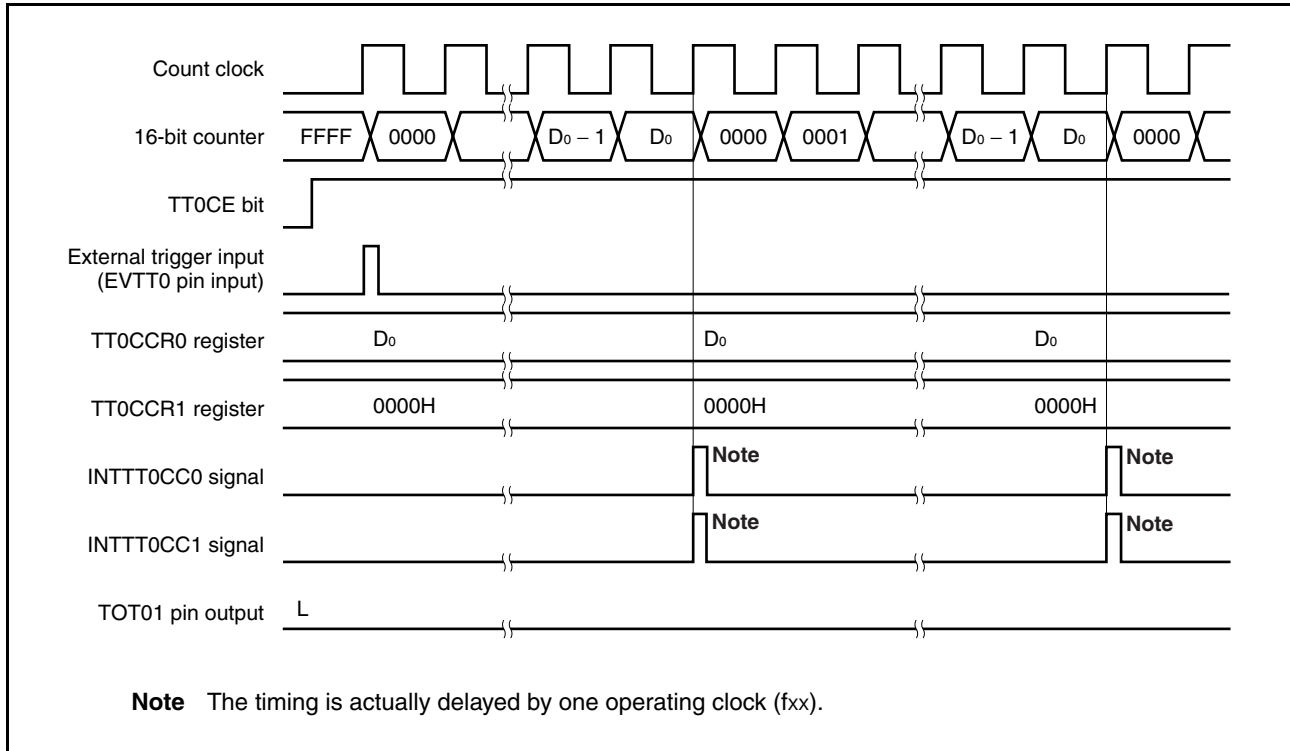 Count clock
16-bit counter FFFF 0000 D0 − 1 D0 0000 0001 D0 − 1 D0 0000
TT0CE bit
External trigger input
(EVTT0 pin input)
TT0CCR0 register D0 D0 D0
TT0CCR1 register 0000H 0000H 0000H
INTTT0CC0 signal Note Note
INTTT0CC1 signal Note Note
TOT01 pin output L
Note The timing is actually delayed by one operating clock (fxx).